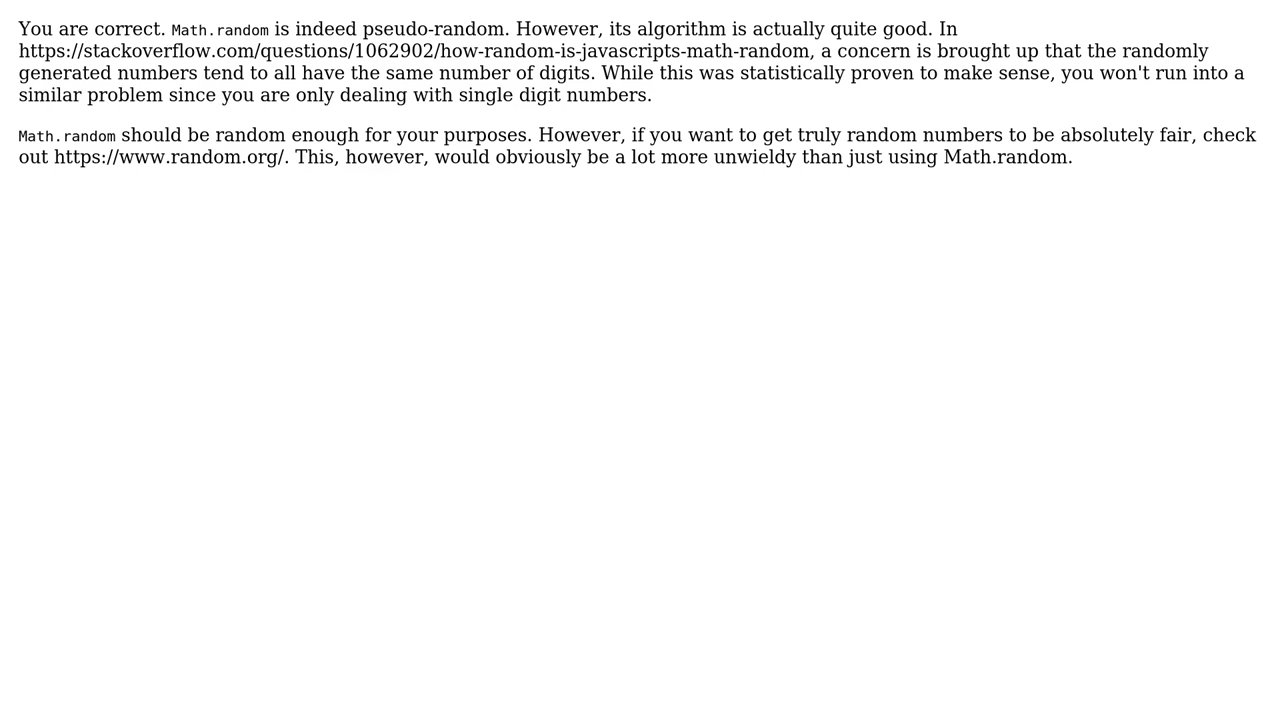 You are correct. Math.random is indeed pseudo-random. However, its algorithm is actually quite good. In
https://stackoverflow.com/questions/1062902/how-random-is-javascripts-math-random, a concern is brought up that the randomly
generated numbers tend to all have the same number of digits. While this was statistically proven to make sense, you won't run into a
similar problem since you are only dealing with single digit numbers.
Math.random should be random enough for your purposes. However, if you want to get truly random numbers to be absolutely fair, check
out https://www.random.org/. This, however, would obviously be a lot more unwieldy than just using Math.random.